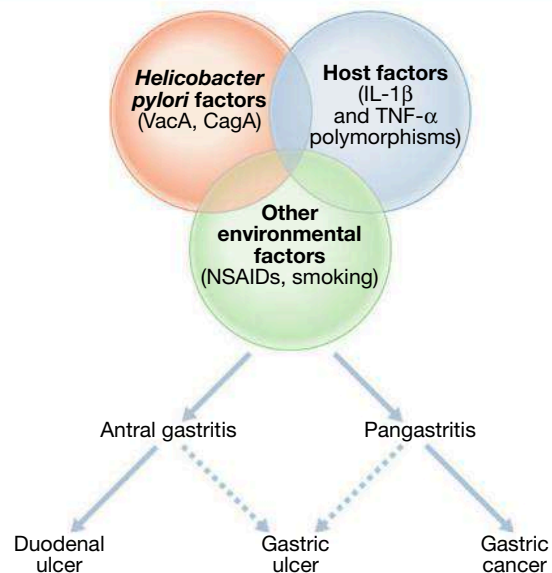 Helicobacter
pylori factors
(VacA, CagA)
Host factors
(IL-1β
and TNF-α
polymorphisms)
Other
environmental
factors
(NSAIDs, smoking)
Antral gastritis
Pangastritis
Duodenal
ulcer
Gastric
ulcer
Gastric
cancer